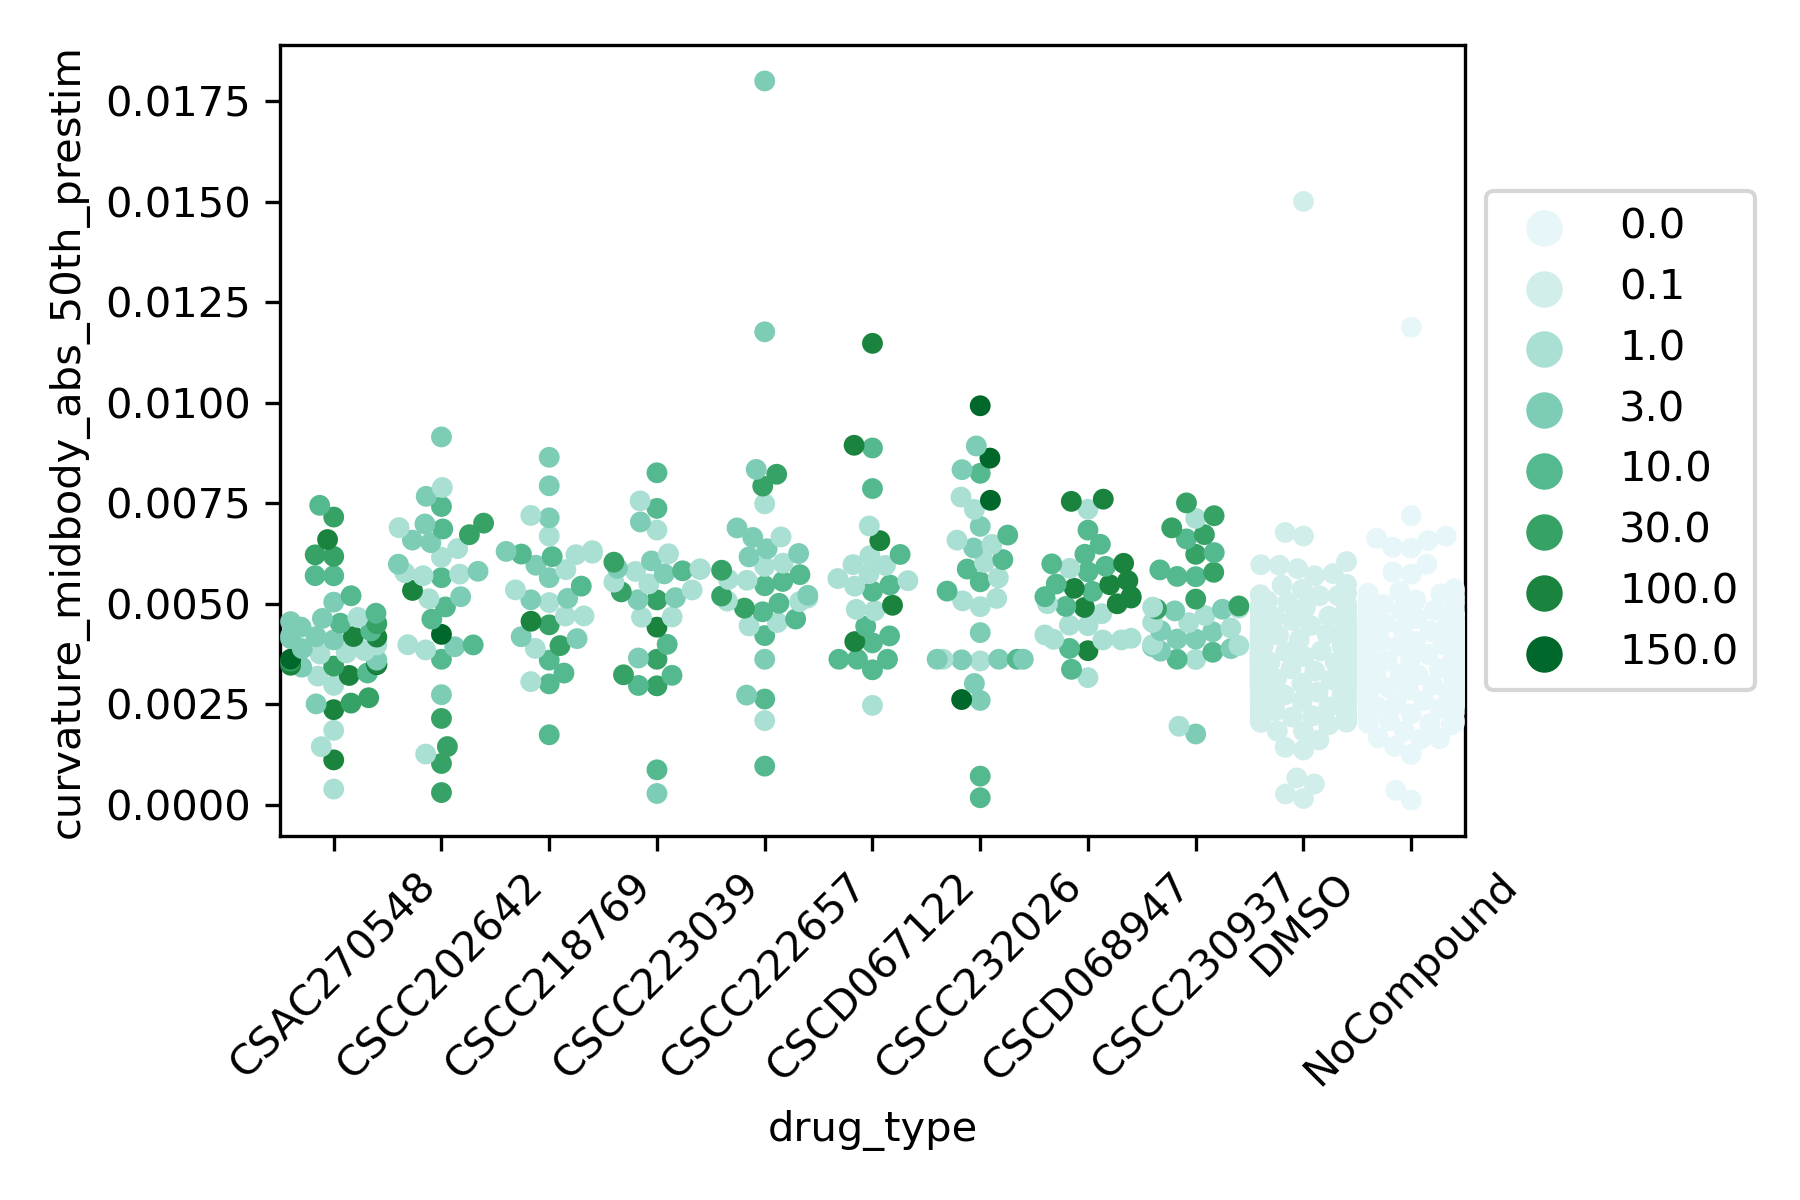 curvature_midbody_abs_50th_prestim
0.0175
0.0150
0.0125
0.0100
0.0075
0.0050
0.0025
0.0000
CSAC270548
CSCC202642
CSCC218769
CSCC223039
CSCC222657
CSCD067122
CSCC232026
CSCD068947
CSCC230937
DMSO
NoCompound
drug_type
0.0
0.1
1.0
3.0
10.0
30.0
100.0
150.0